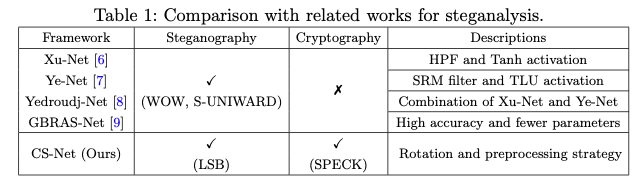 Table 1: Comparison with related works for steganalysis.
Framework Steganography Cryptography Descriptions
Xu-Net [6] HPF and Tanh activation
Ye-Net [7] ✓ ✗ SRM filter and TLU activation
Yedroudj-Net [8] (WOW, S-UNIWARD) Combination of Xu-Net and Ye-Net
GBRAS-Net [9] High accuracy and fewer parameters
CS-Net (Ours) ✓ ✓ Rotation and preprocessing strategy
(LSB) (SPECK)